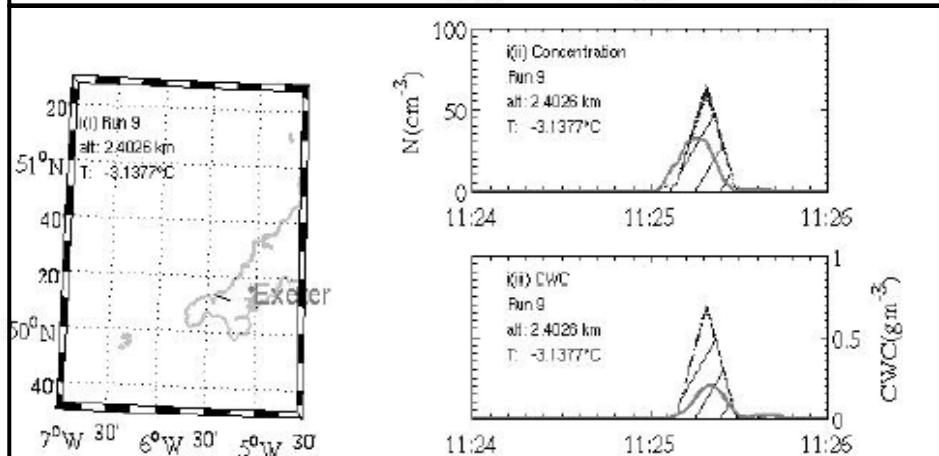 20'
i(i) Run 9
alt: 2.4026 km
T: -3.1377°C
51°N
40'
20'
Exeter
50°N
40'
7°W 30' 6°W 30' 5°W 30'
100
50
0
N(cm-3)
i(ii) Concentration
Run 9
alt: 2.4026 km
T: -3.1377°C
11:24 11:25 11:26
i(iii) CWC
Run 9
alt: 2.4026 km
T: -3.1377°C
1
0.5
0
CWC(gm-3)
11:24 11:25 11:26